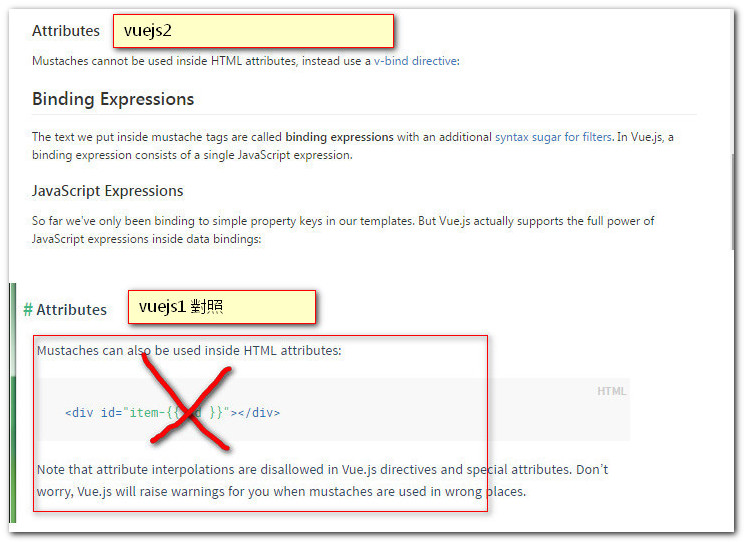 Attributes
vuejs2
Mustaches cannot be used inside HTML attributes, instead use a v-bind directive:
Binding Expressions
The text we put inside mustache tags are called binding expressions with an additional syntax sugar for filters. In Vue.js, a
binding expression consists of a single JavaScript expression.
JavaScript Expressions
So far we've only been binding to simple property keys in our templates. But Vue.js actually supports the full power of
JavaScript expressions inside data bindings:
# Attributes
vuejs1 對照
Mustaches can also be used inside HTML attributes:
HTML
<div id="item-{{ }}"></div>
Note that attribute interpolations are disallowed in Vue.js directives and special attributes. Don't
worry, Vue.js will raise warnings for you when mustaches are used in wrong places.